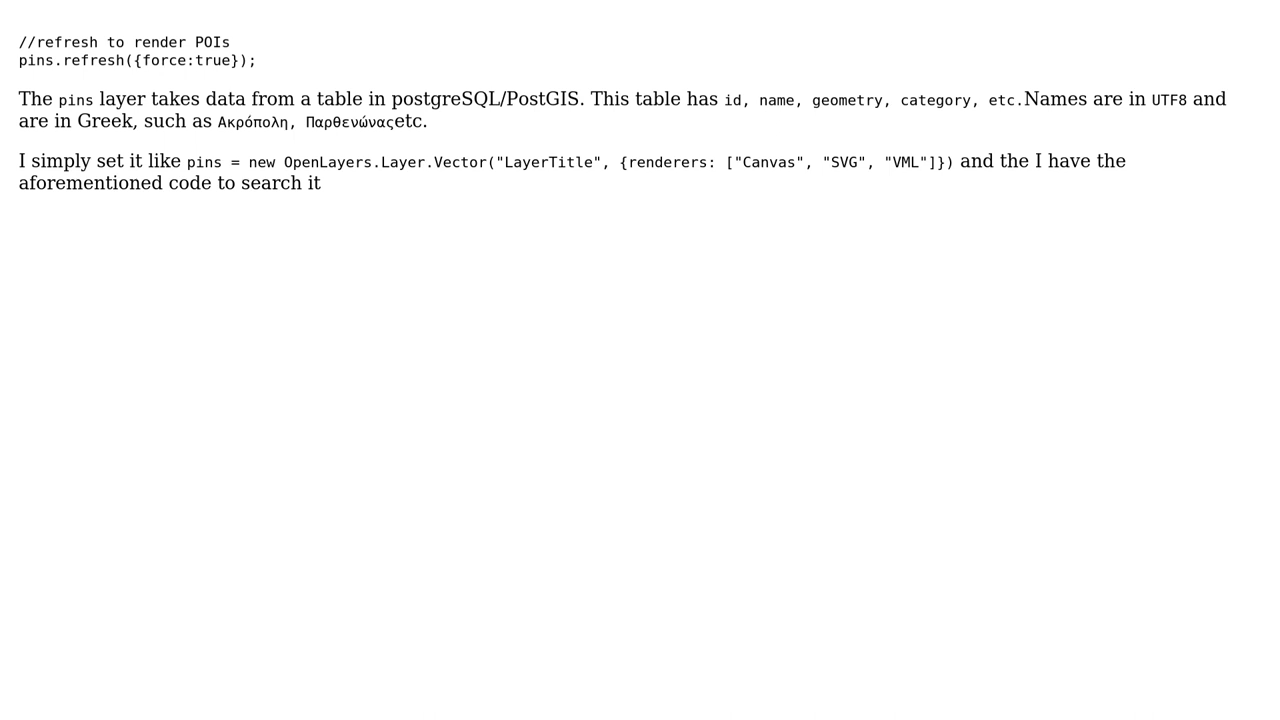 //refresh to render POIs
pins.refresh({force:true});
The pins layer takes data from a table in postgreSQL/PostGIS. This table has id, name, geometry, category, etc.Names are in UTF8 and
are in Greek, such as Ακρόπολη, Παρθενώναςetc.
I simply set it like pins = new OpenLayers.Layer.Vector("LayerTitle", {renderers: ["Canvas", "SVG", "VML"]}) and the I have the
aforementioned code to search it